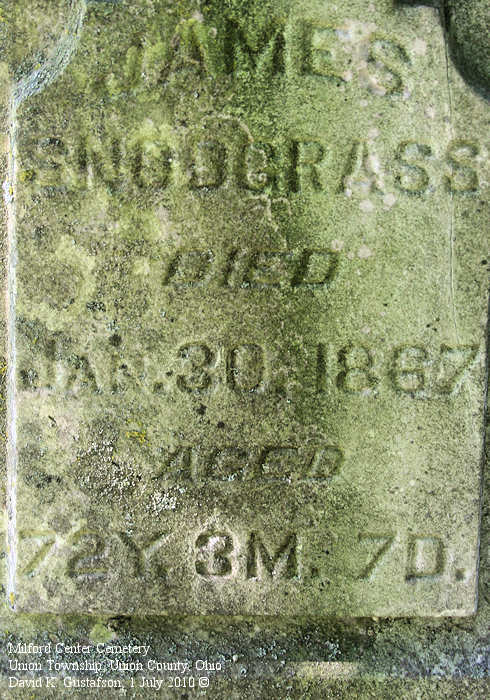 JAMES
SNODGRASS
DIED
JAN. 30. 1867
AGED
72Y. 3M. 7D.
Milford Center Cemetery
Union Township, Union County, Ohio
David K. Gustafson, 1 July 2010 ©